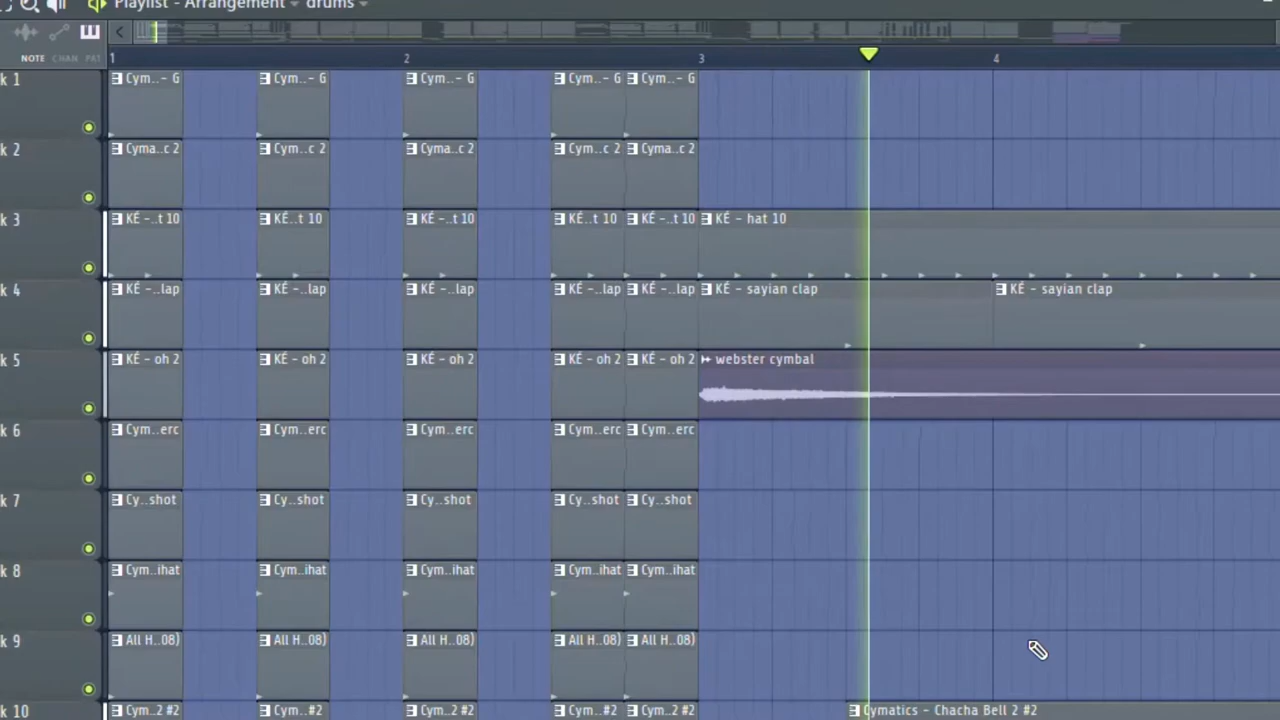 Playlist - Arrangement drums
NOTE CHAN PAT 1 2 3 4
k 1 Cym..- G Cym..- G Cym..- G Cym..- G Cym..- G
k 2 Cyma..c 2 Cym..c 2 Cyma..c 2 Cym..c 2 Cyma..c 2
k 3 KÉ -..t 10 KÉ..t 10 KÉ -..t 10 KÉ..t 10 KÉ -..t 10 KÉ - hat 10
k 4 KÉ -..lap KÉ -..lap KÉ -..lap KÉ -..lap KÉ -..lap KÉ - sayian clap KÉ - sayian clap
k 5 KÉ - oh 2 KÉ - oh 2 KÉ - oh 2 KÉ - oh 2 KÉ - oh 2 webster cymbal
k 6 Cym..erc Cym..erc Cym..erc Cym..erc Cym..erc
k 7 Cy..shot Cy..shot Cy..shot Cy..shot Cy..shot
k 8 Cym..ihat Cym..ihat Cym..ihat Cym..ihat Cym..ihat
k 9 All H..08) All H..08) All H..08) All H..08) All H..08)
k 10 Cym..2 #2 Cym..#2 Cym..2 #2 Cym..#2 Cym..2 #2 Cymatics - Chacha Bell 2 #2